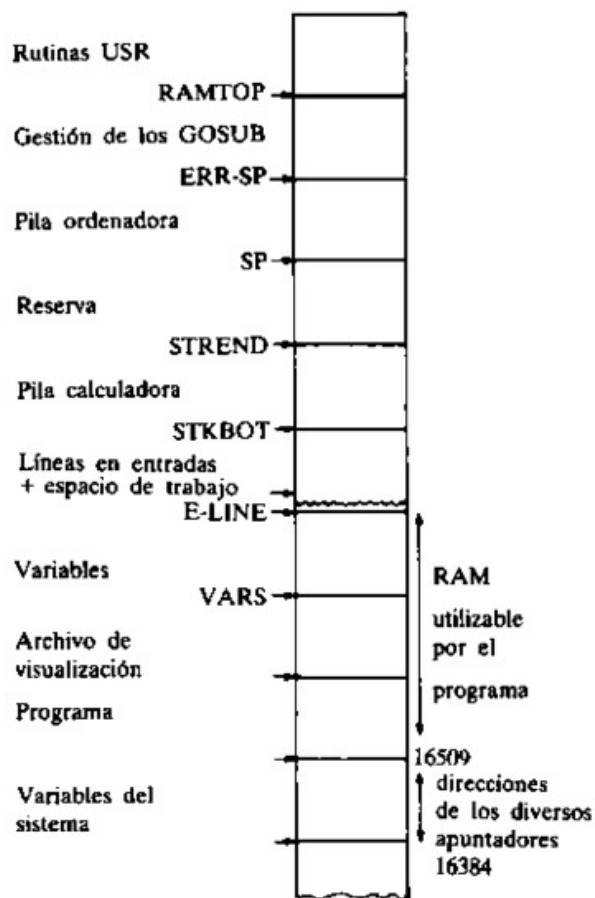 Rutinas USR
RAMTOP
Gestión de los GOSUB
ERR-SP
Pila ordenadora
SP
Reserva
STREND
Pila calculadora
STKBOT
Líneas en entradas
+ espacio de trabajo
E-LINE
Variables
RAM
VARS
utilizable
Archivo de
por el
visualización
programa
Programa
16509
Variables del
sistema
direcciones
de los diversos
apuntadores
16384